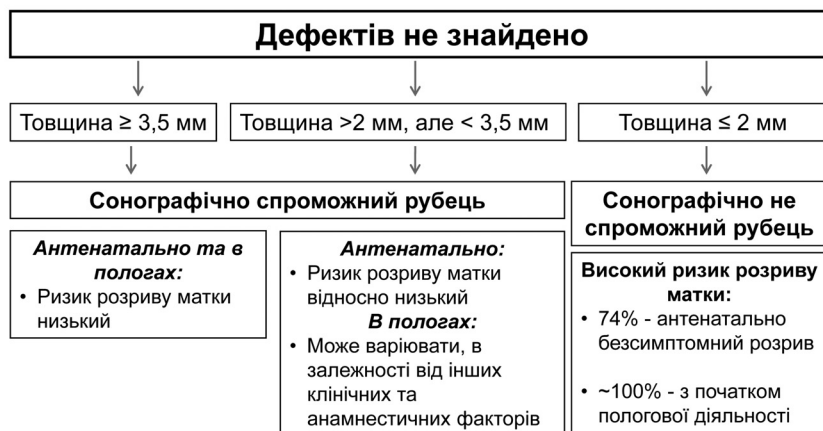 Дефектів не знайдено
Товщина ≥ 3,5 мм
Товщина >2 мм, але < 3,5 мм
Товщина ≤ 2 мм
Сонографічно спроможний рубець
Сонографічно не
спроможний рубець
Антенатально та в
пологах:
• Ризик розриву матки
низький
Антенатально:
• Ризик розриву матки
відносно низький
В пологах:
• Може варіювати, в
залежності від інших
клінічних та
анамнестичних факторів
Високий ризик розриву
матки:
• 74% - антенатально
безсимптомний розрив
• ~100% - з початком
пологової діяльності